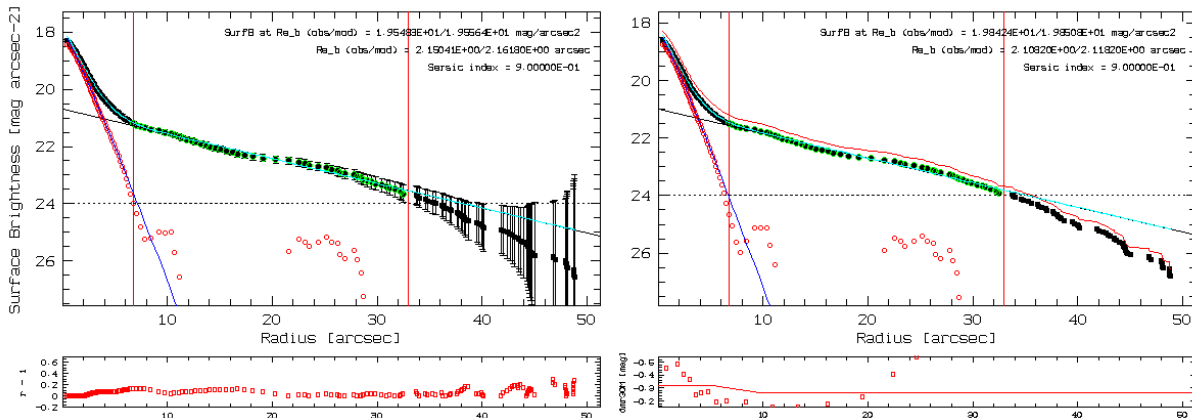 SurfB at Re_b (obs/mod) = 1.95483E+01/1.95564E+01 mag/arcsec2
Re_b (obs/mod) = 2.15041E+00/2.16180E+00 arcsec
Sersic index = 9.00000E-01
18
20
22
24
26
Surface Brightness [mag arcsec-2]
10 20 30 40 50
Radius [arcsec]
0.6
0.4
0.2
0
-0.2
r - i
10 20 30 40 50
SurfB at Re_b (obs/mod) = 1.98424E+01/1.98508E+01 mag/arcsec2
Re_b (obs/mod) = 2.10820E+00/2.11820E+00 arcsec
Sersic index = 9.00000E-01
18
20
22
24
26
10 20 30 40 50
Radius [arcsec]
-0.4
-0.3
-0.2
10 20 30 40 50